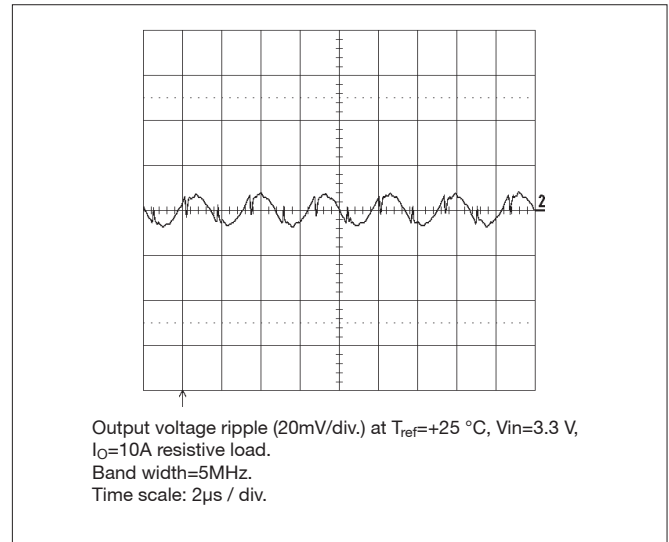 2
Output voltage ripple (20mV/div.) at Tref=+25 °C, Vin=3.3 V,
IO=10A resistive load.
Band width=5MHz.
Time scale: 2µs / div.